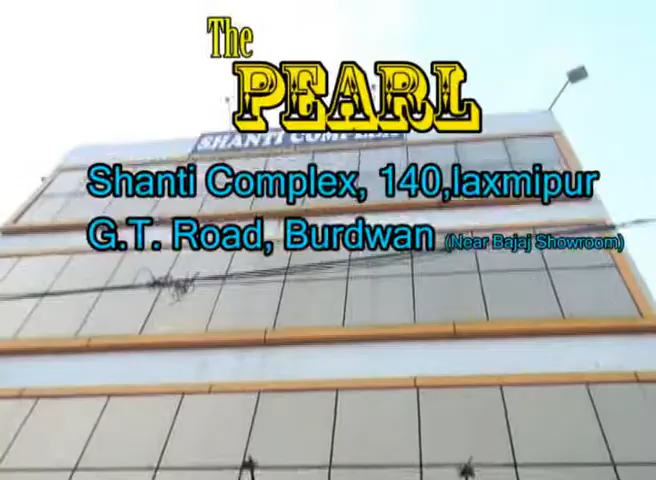 The
PEARL
SHANTI COMPLEX
Shanti Complex, 140,laxmipur
G.T. Road, Burdwan (Near Bajaj Showroom)